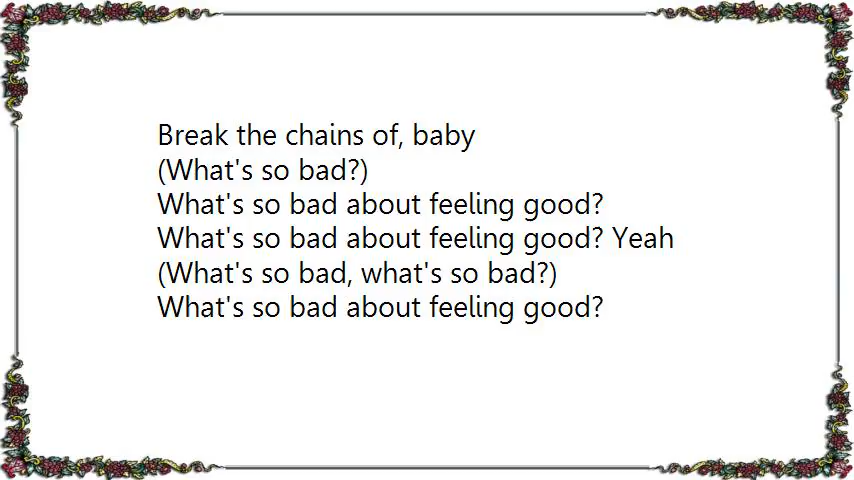 Break the chains of, baby
(What's so bad?)
What's so bad about feeling good?
What's so bad about feeling good? Yeah
(What's so bad, what's so bad?)
What's so bad about feeling good?